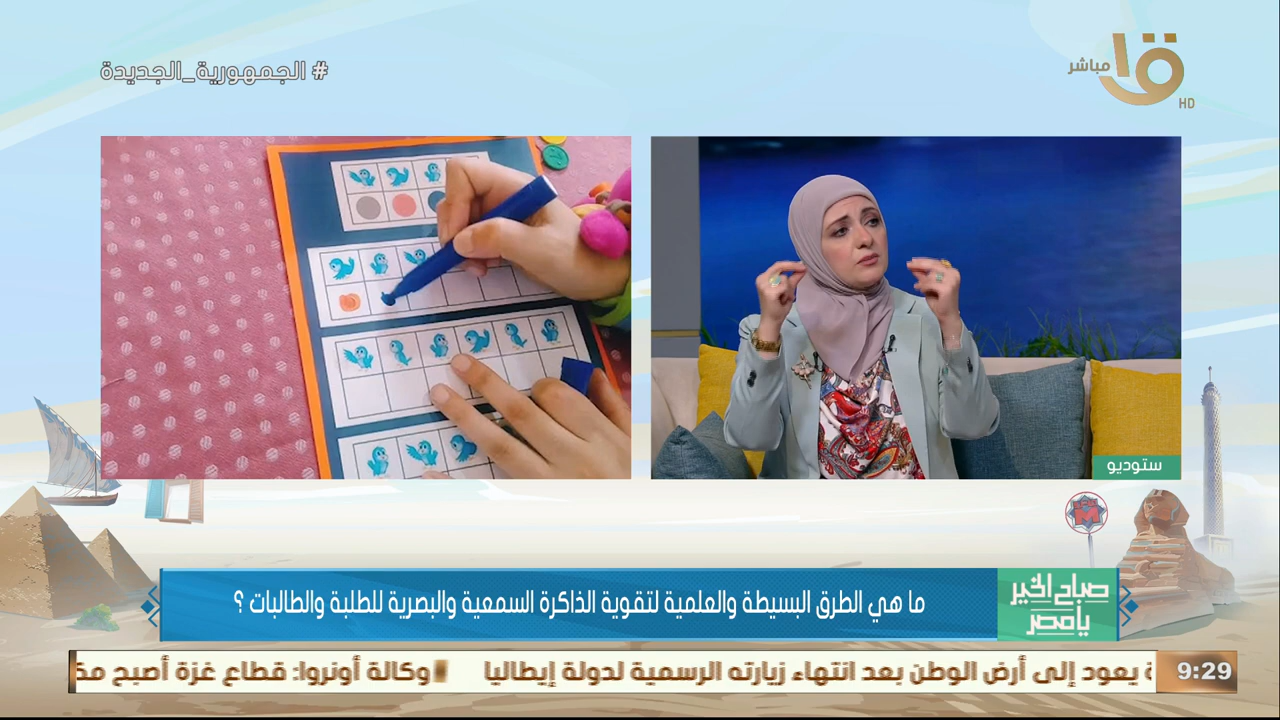 # الجمهورية_الجديدة
مباشر
HD
ستوديو
صباح الخير
يا مصر
ما هي الطرق البسيطة والعلمية لتقوية الذاكرة السمعية والبصرية للطلبة والطالبات ؟
يعود إلى أرض الوطن بعد انتهاء زيارته الرسمية لدولة إيطاليا
وكالة أونروا: قطاع غزة أصبح
9:29